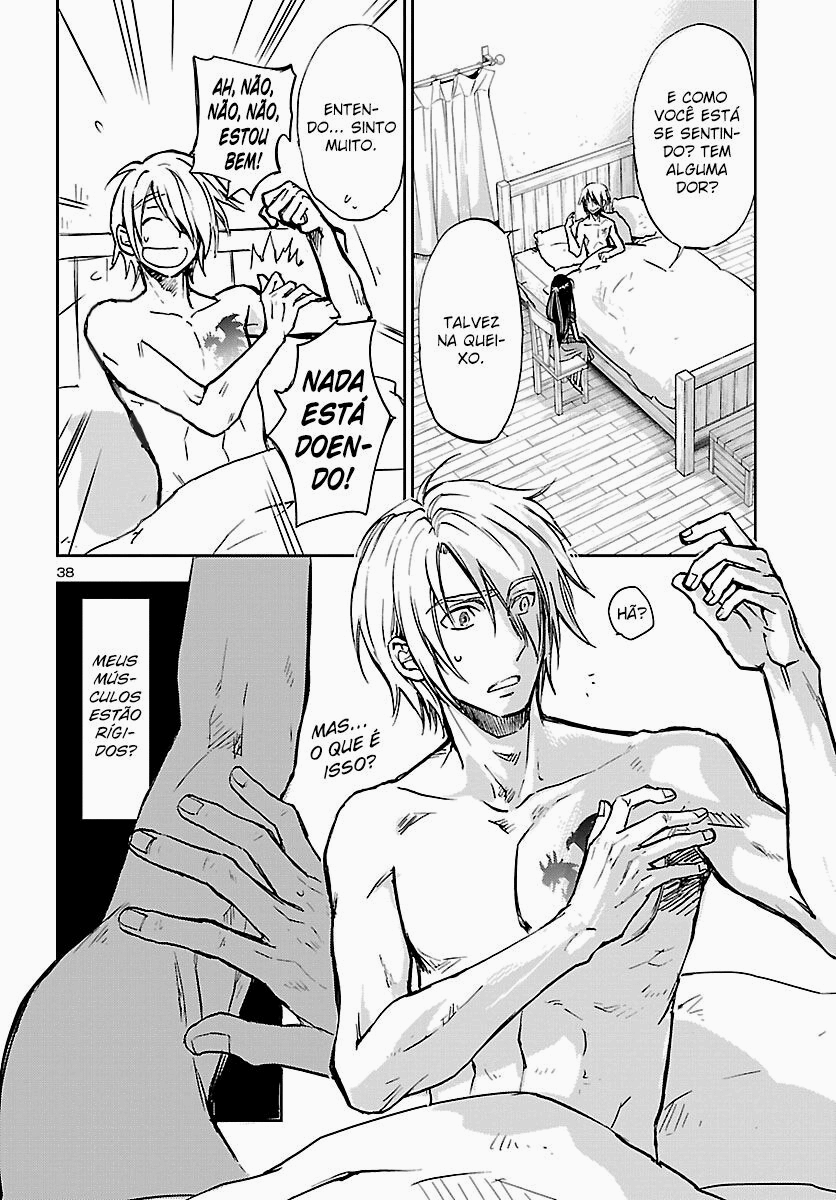 E COMO
VOCÊ ESTÁ
SE SENTIN-
DO? TEM
ALGUMA
DOR?
TALVEZ
NA QUEI-
XO.
ENTEN-
DO... SINTO
MUITO.
AH, NÃO,
NÃO, NÃO,
ESTOU
BEM!
NADA
ESTÁ
DOEN-
DO!
38
HÃ?
MAS...
O QUE É
ISSO?
MEUS
MÚS-
CULOS
ESTÃO
RÍGI-
DOS?